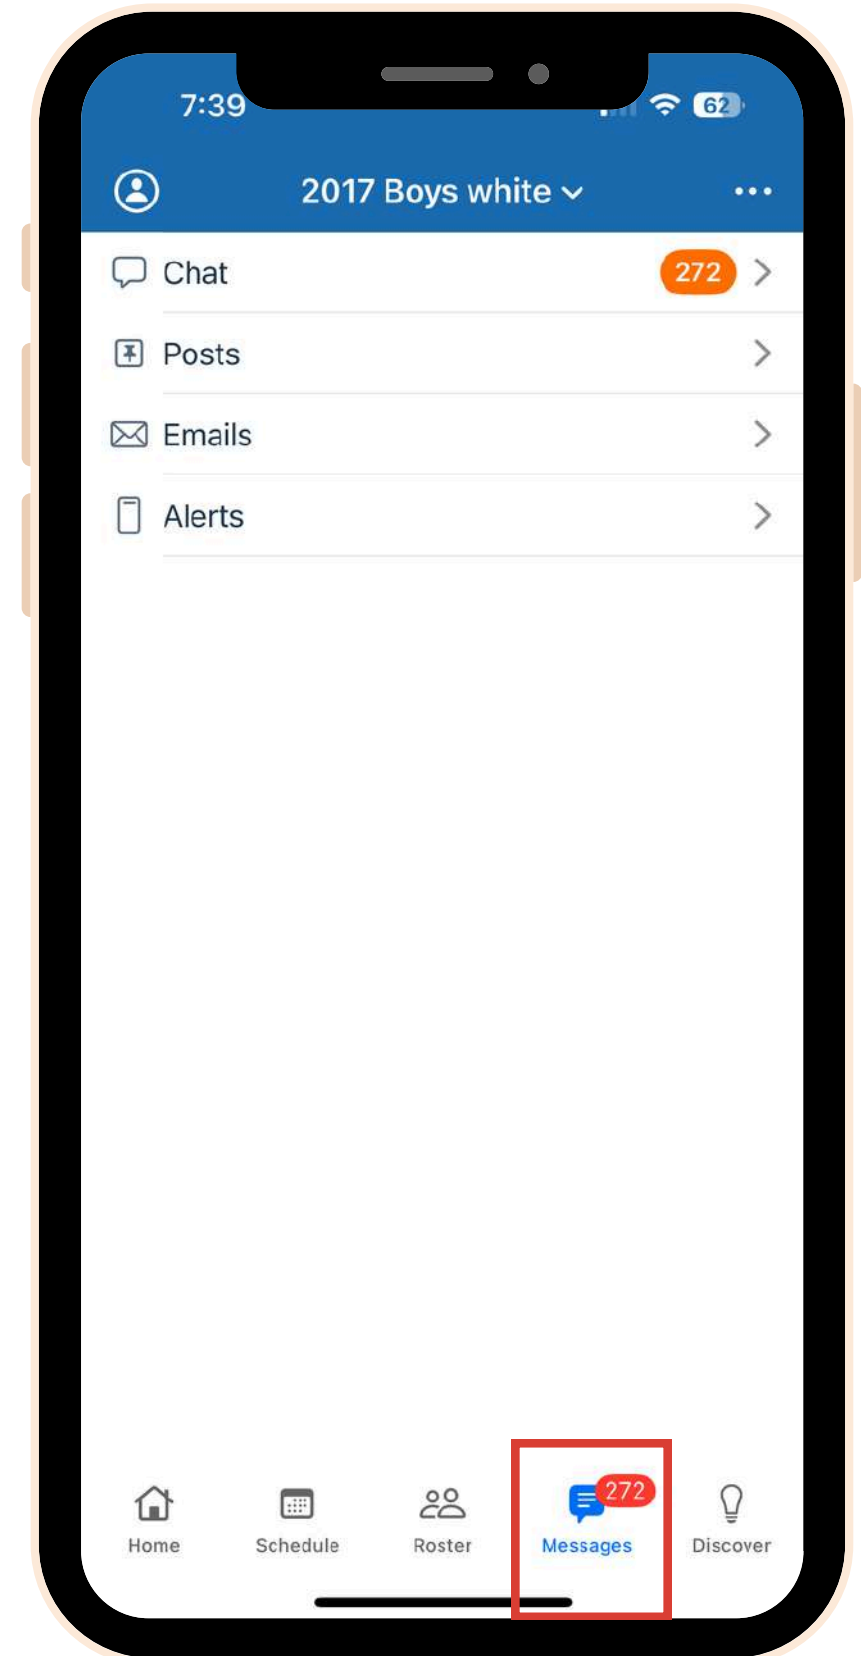 7:39 62
2017 Boys white
Chat 272
Posts
Emails
Alerts
272
Home Schedule Roster Messages Discover